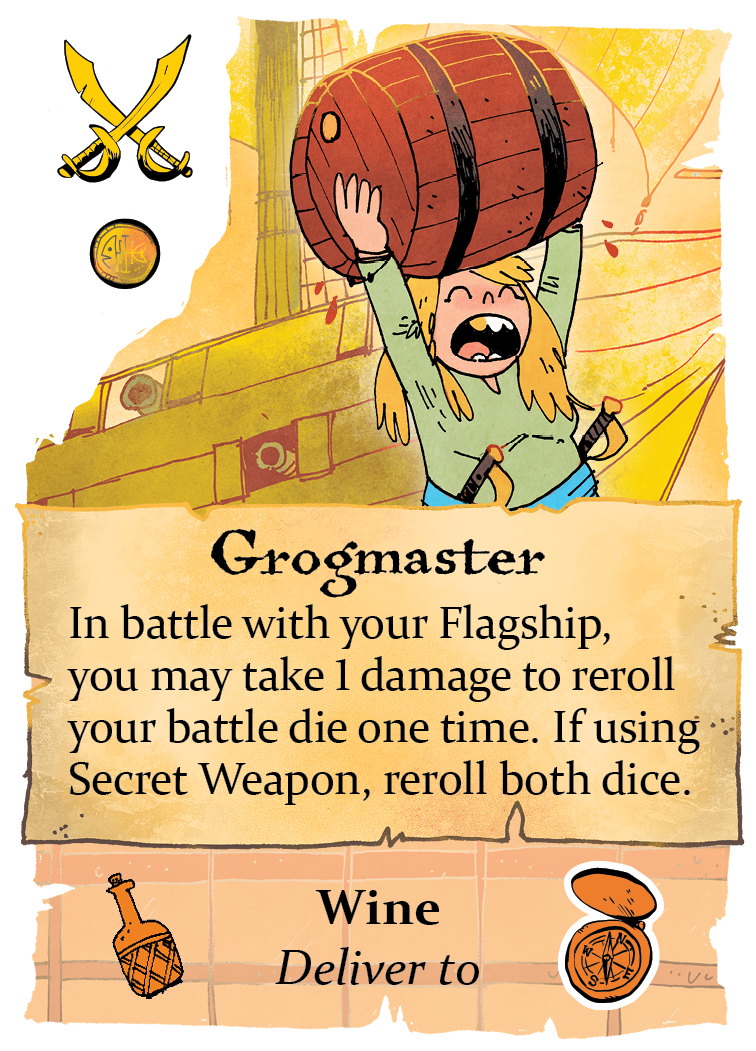 Grogmaster
In battle with your Flagship,
you may take 1 damage to reroll
your battle die one time. If using
Secret Weapon, reroll both dice.
Wine
Deliver to
N
S